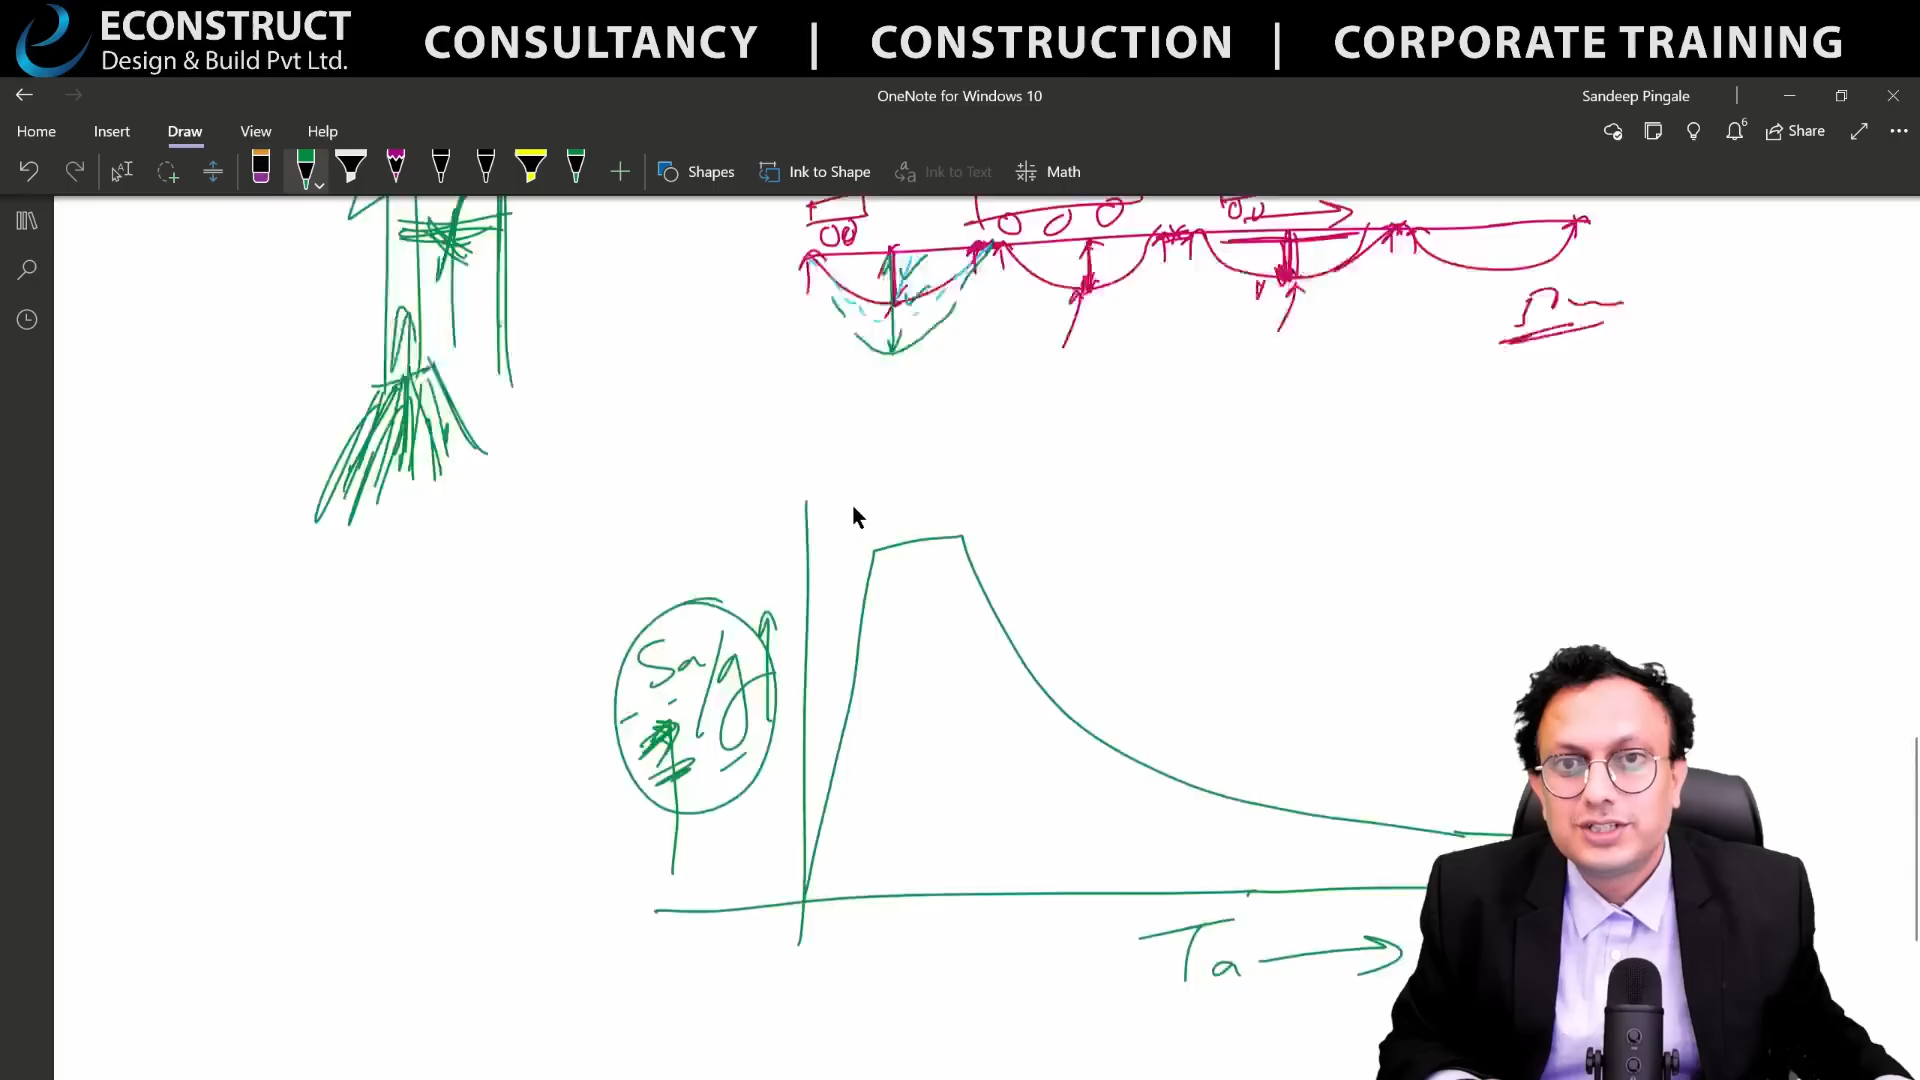 ECONSTRUCT
Design & Build Pvt Ltd.
CONSULTANCY | CONSTRUCTION | CORPORATE TRAINING
OneNote for Windows 10
Sandeep Pingale
Home Insert Draw View Help
6
Share
Shapes
Ink to Shape
Ink to Text
Math
Sa/g
Ta